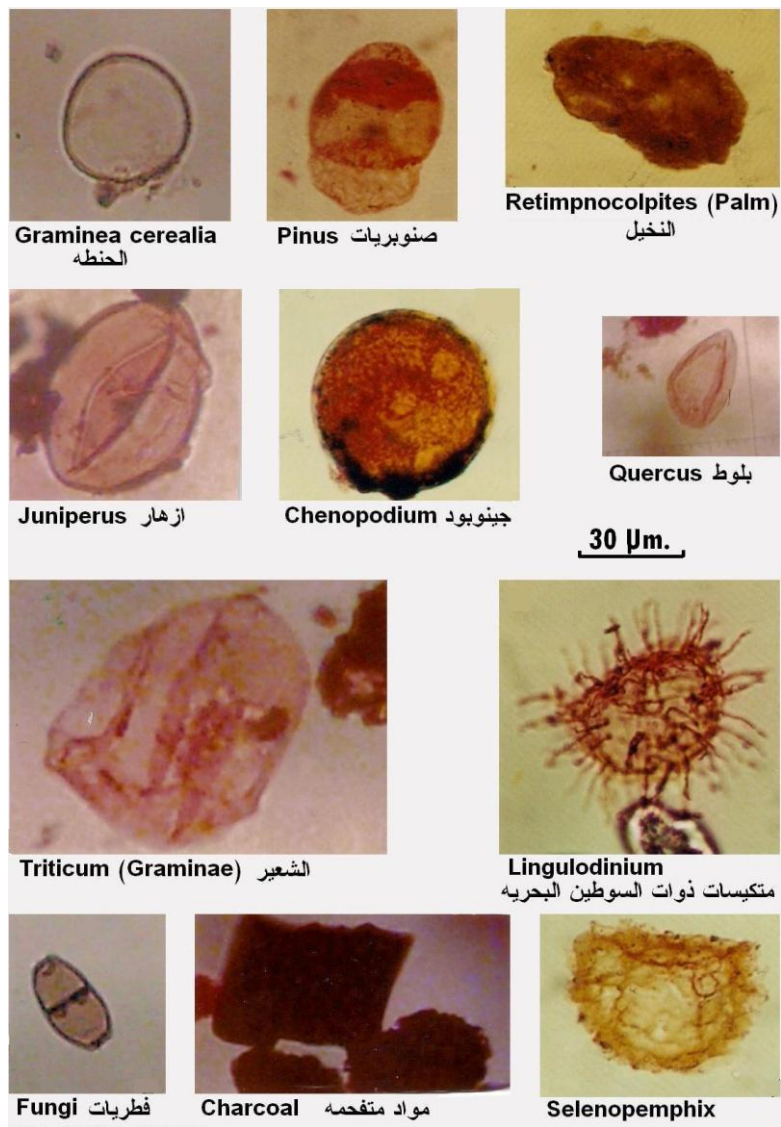 Graminea cerealia
الحنطه
Pinus صنوبريات
Retimpnocolpites (Palm)
النخيل
Juniperus ازهار
Chenopodium جينوبود
Quercus بلوط
30 µm.
Triticum (Graminae) الشعير
Lingulodinium
متكيسات ذوات السوطين البحريه
Fungi فطريات
Charcoal مواد متفحمه
Selenopemphix